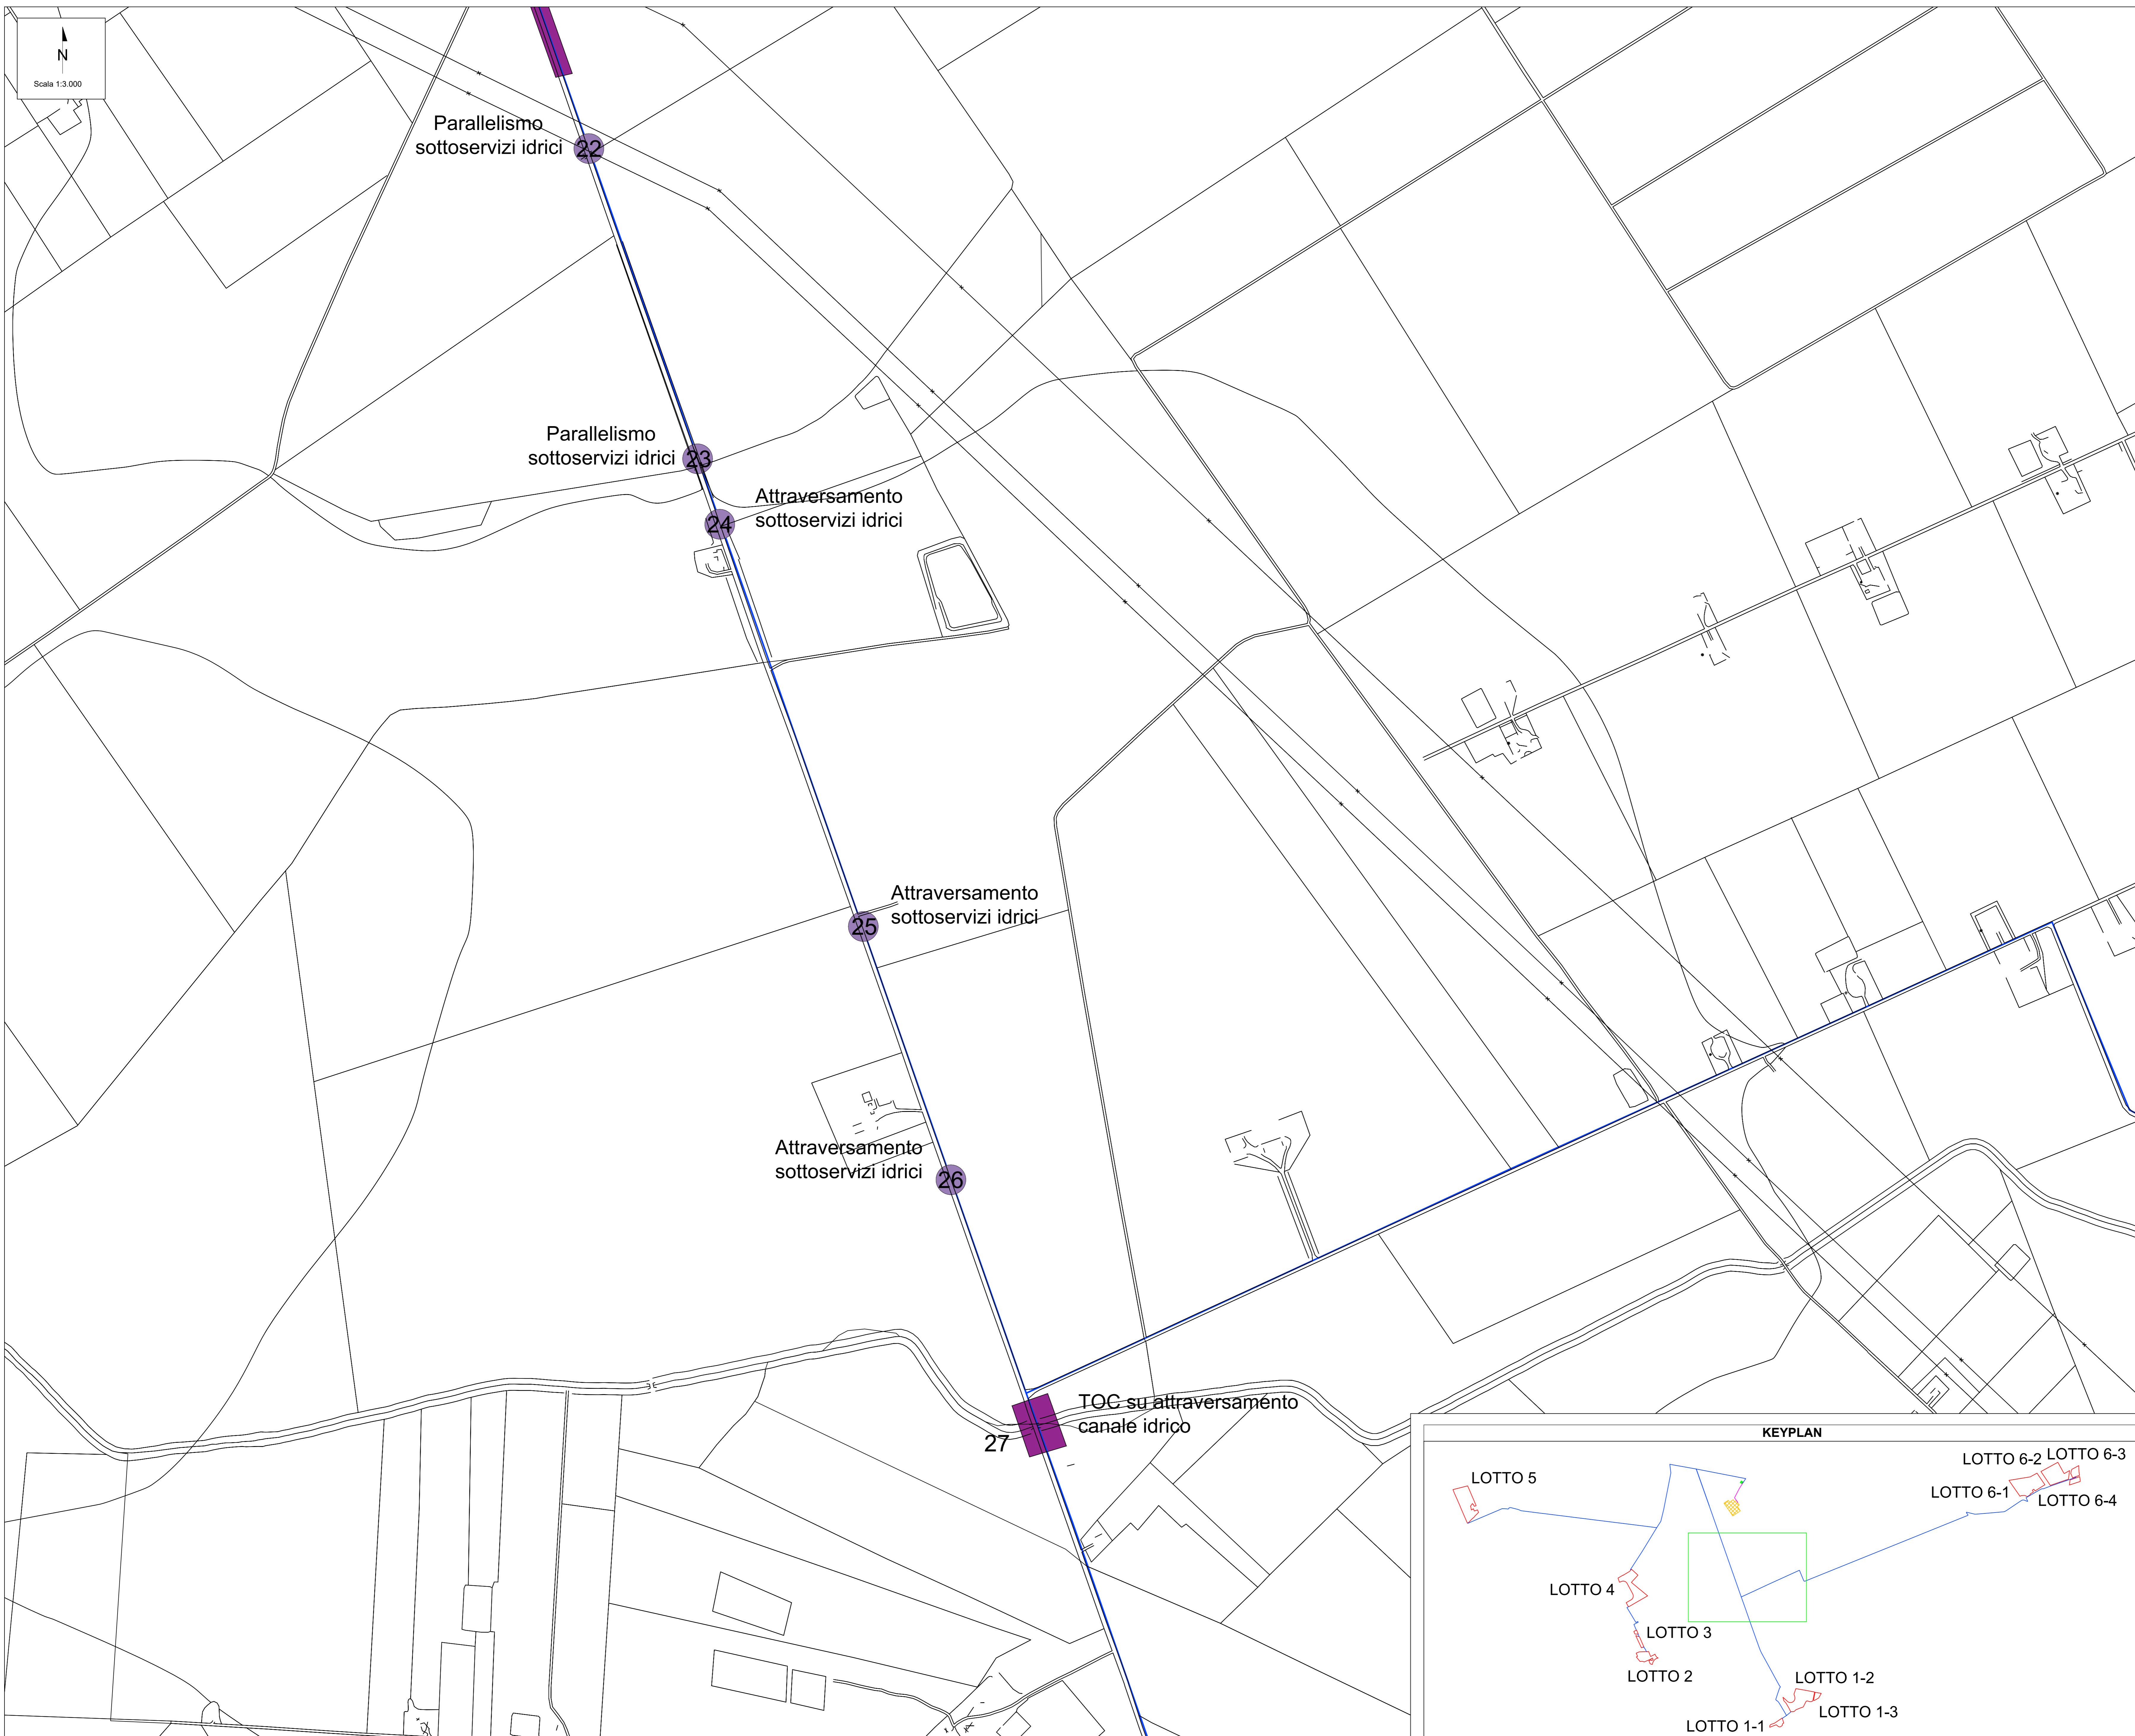 N
Scala 1:3.000
Parallelismo
sottoservizi idrici
22
Parallelismo
sottoservizi idrici
23
Attraversamento
sottoservizi idrici
24
Attraversamento
sottoservizi idrici
25
Attraversamento
sottoservizi idrici
26
TOC su attraversamento
canale idrico
27
KEYPLAN
LOTTO 5
LOTTO 6-2
LOTTO 6-3
LOTTO 6-1
LOTTO 6-4
LOTTO 4
LOTTO 3
LOTTO 2
LOTTO 1-2
LOTTO 1-3
LOTTO 1-1